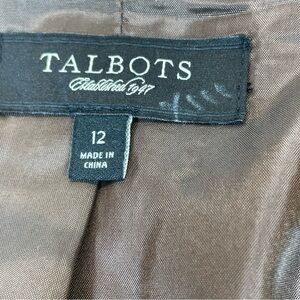 TALBOTS
Established 1947
12
MADE IN
CHINA